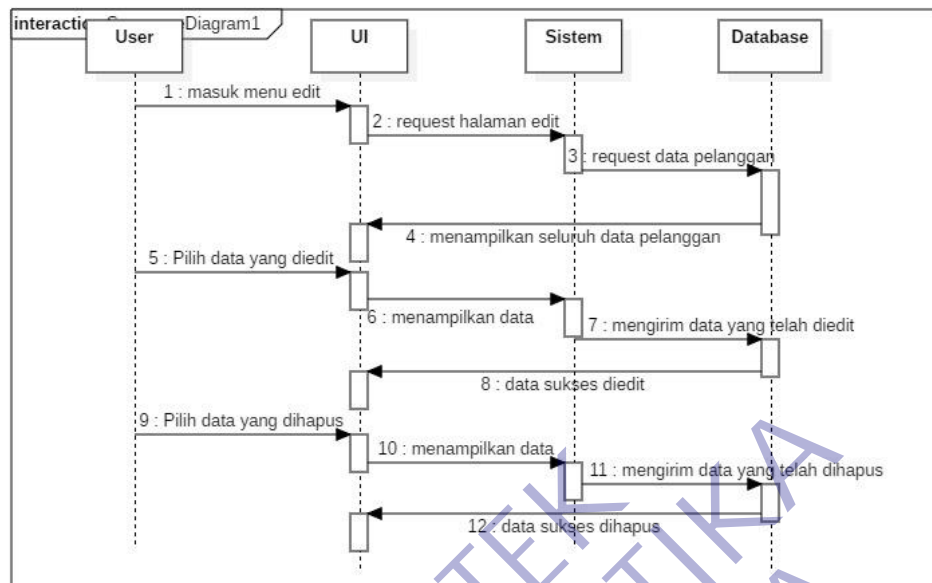 interaction
Diagram1
User
UI
Sistem
Database
1 : masuk menu edit
2 : request halaman edit
3 : request data pelanggan
4 : menampilkan seluruh data pelanggan
5 : Pilih data yang diedit
6 : menampilkan data
7 : mengirim data yang telah diedit
8 : data sukses diedit
9 : Pilih data yang dihapus
10 : menampilkan data
11 : mengirim data yang telah dihapus
12 : data sukses dihapus